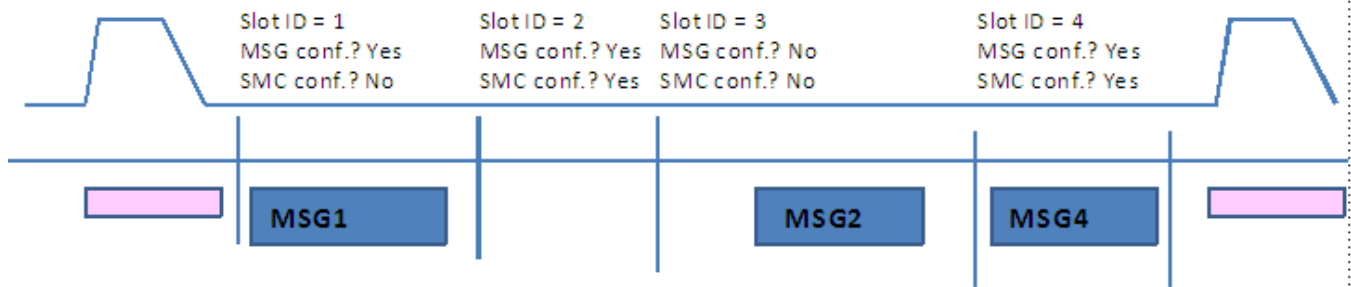 Slot ID = 1
MSG conf.? Yes
SMC conf.? No
Slot ID = 2
MSG conf.? Yes
SMC conf.? Yes
Slot ID = 3
MSG conf.? No
SMC conf.? No
Slot ID = 4
MSG conf.? Yes
SMC conf.? Yes
MSG1
MSG2
MSG4